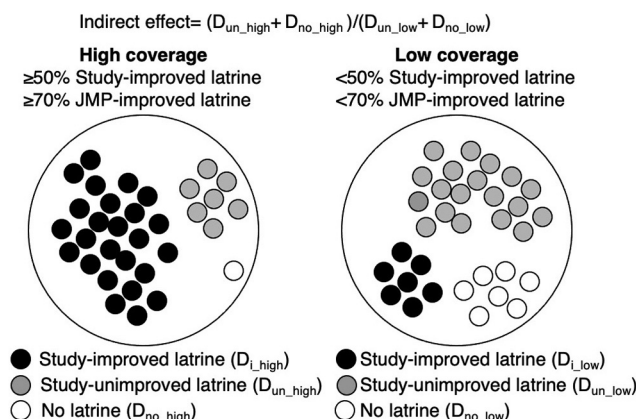 Indirect effect= (Dun_high+ Dno_high)/(Dun_low+ Dno_low)
High coverage
≥50% Study-improved latrine
≥70% JMP-improved latrine
Low coverage
<50% Study-improved latrine
<70% JMP-improved latrine
Study-improved latrine (Di_high)
Study-unimproved latrine (Dun_high)
No latrine (Dno_high)
Study-improved latrine (Di_low)
Study-unimproved latrine (Dun_low)
No latrine (Dno_low)